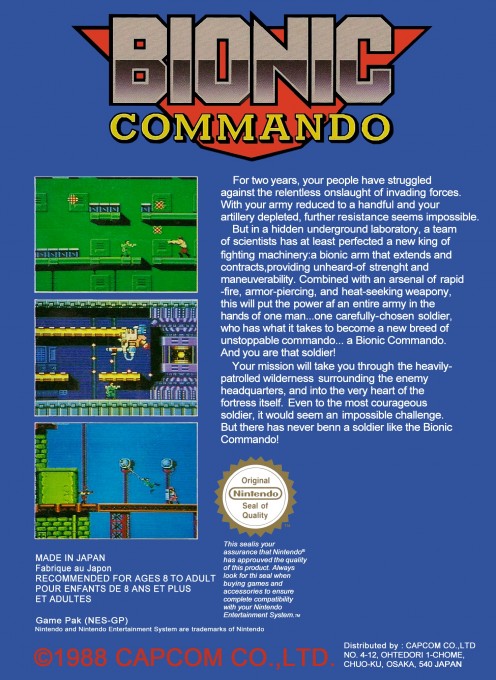 BIONIC
COMMANDO
For two years, your people have struggled
against the relentless onslaught of invading forces.
With your army reduced to a handful and your
artillery depleted, further resistance seems impossible.
But in a hidden underground laboratory, a team
of scientists has at least perfected a new king of
fighting machinery:a bionic arm that extends and
contracts,providing unheard-of strenght and
maneuverability. Combined with an arsenal of rapid
-fire, armor-piercing, and heat-seeking weaponry,
this will put the power af an entire army in the
hands of one man...one carefully-chosen soldier,
who has what it takes to become a new breed of
unstoppable commando... a Bionic Commando.
And you are that soldier!
Your mission will take you through the heavily-
patrolled wilderness surrounding the enemy
headquarters, and into the very heart of the
fortress itself. Even to the most courageous
soldier, it would seem an impossible challenge.
But there has never benn a soldier like the Bionic
Commando!
Original
Nintendo
Seal of
Quality
This sealis your
assurance that Nintendo®
has approuved the quality
of this product. Always
look for thi seal when
buying games and
accessories to ensure
complete compatibility
with your Nintendo
Entertainment System.™
MADE IN JAPAN
Fabrique au Japon
RECOMMENDED FOR AGES 8 TO ADULT
POUR ENFANTS DE 8 ANS ET PLUS
ET ADULTES
Game Pak (NES-GP)
Nintendo and Nintendo Entertainment System are trademarks of Nintendo
©1988 CAPCOM CO.,LTD.
Distributed by : CAPCOM CO.,LTD
NO. 4-12, OHTEDORI 1-CHOME,
CHUO-KU, OSAKA, 540 JAPAN